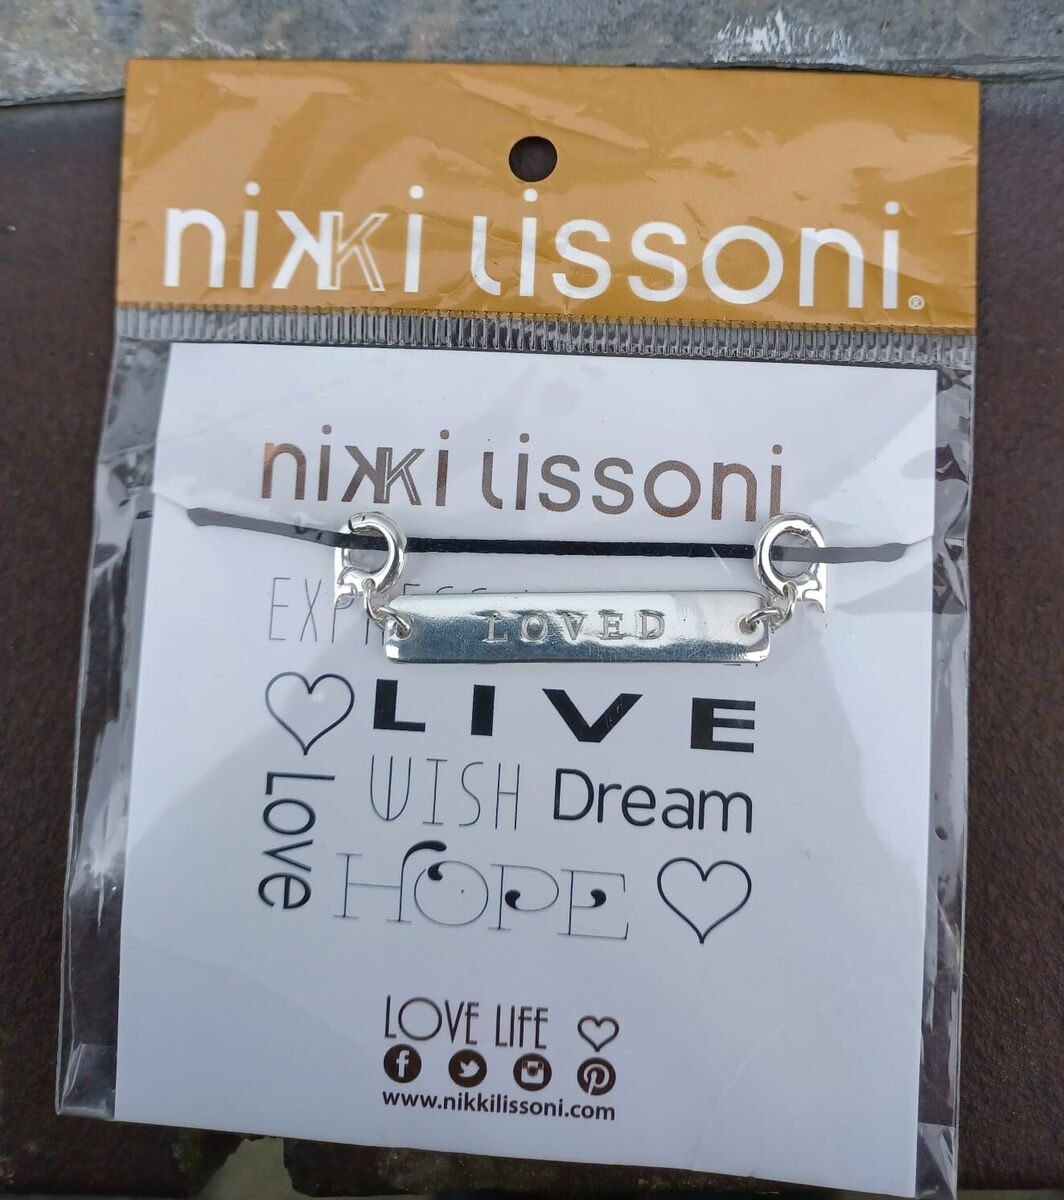 nikki lissoni®
nikki lissoni
LOVED
LIVE
WISH Dream
Love
HOPE
LOVE LIFE
www.nikkilissoni.com